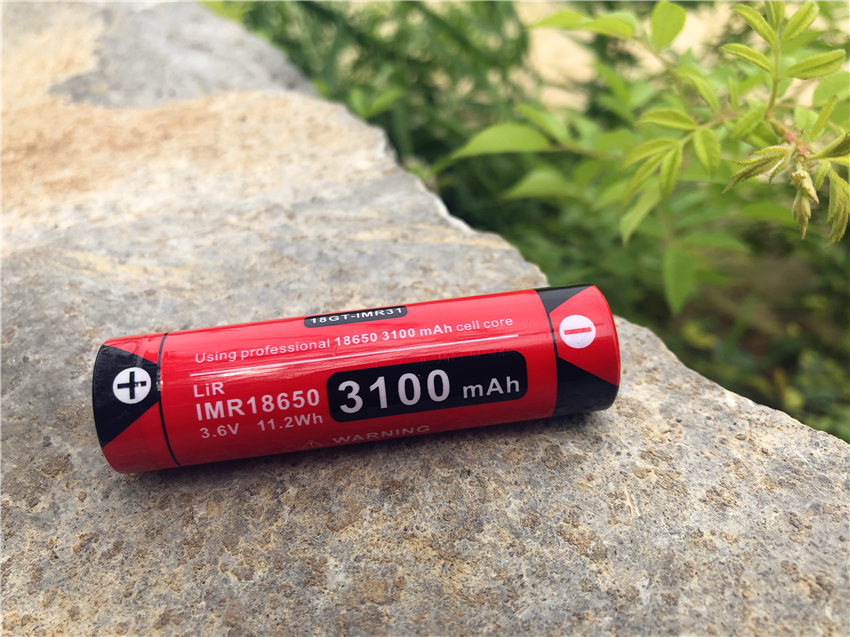 18GT-IMR31
Using professional 18650 3100 mAh cell core
LiR
IMR18650
3100 mAh
3.6V 11.2Wh
WARNING